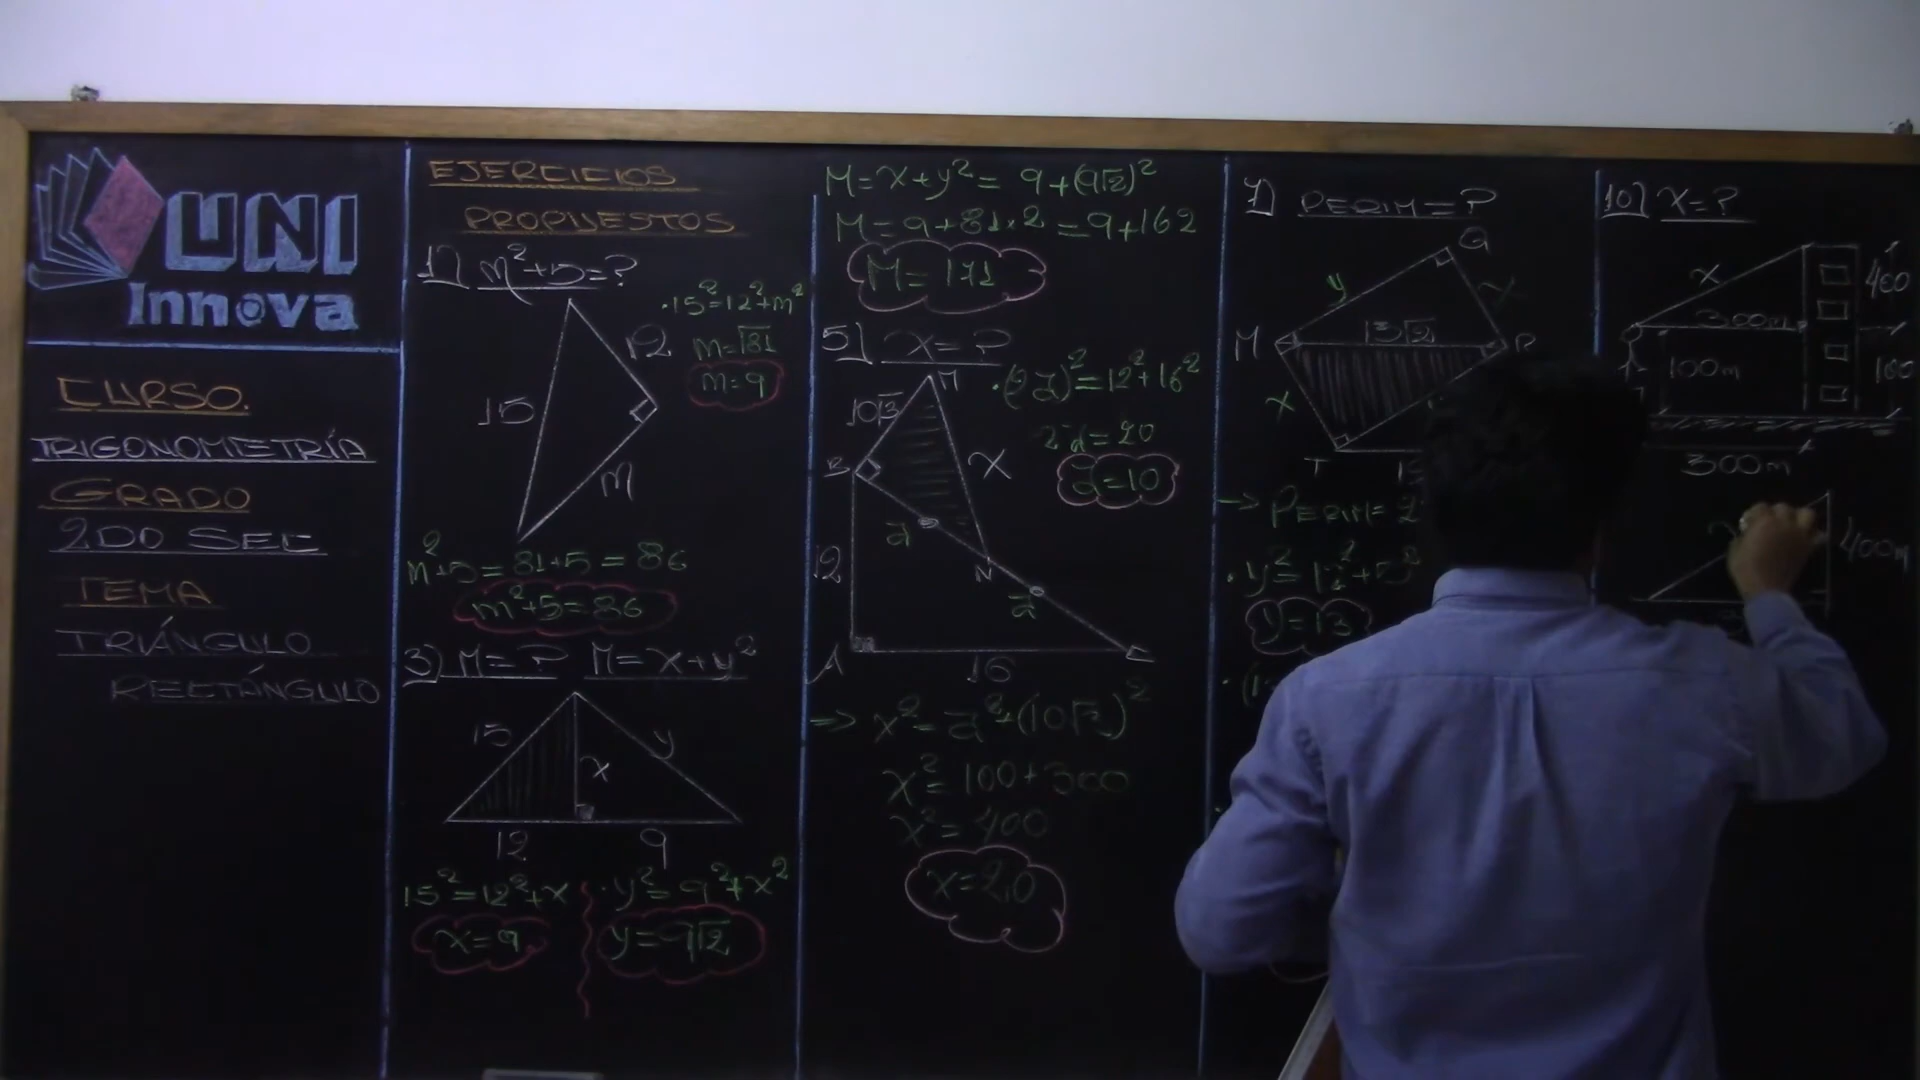 UNI
Innova
CURSO.
TRIGONOMETRÍA
GRADO
2DO SEC
TEMA
TRIÁNGULO
RECTÁNGULO
EJERCICIOS
PROPUESTOS
1) m²+5=?
15
12
m
·15²=12²+m²
m=√81
m=9
m²+5=81+5=86
m²+5=86
3) M=? M=x+y²
15
x
y
12
9
15²=12²+x
x=9
·y²=9²+x²
y=9√2
M=x+y²= 9+(9√2)²
M=9+81×2=9+162
M=171
5) x=?
M
10√3
B
x
a
N
a
12
A
16
C
·(2a)²=12²+16²
2a=20
a=10
=> x²=a²+(10√3)²
x²=100+300
x²=400
x=20
7) PERIM=?
Q
y
x
M
13√2
P
x
T
-> PERIM= 2
y=13
10) x=?
x
400
300m
100m
100
300m
400m